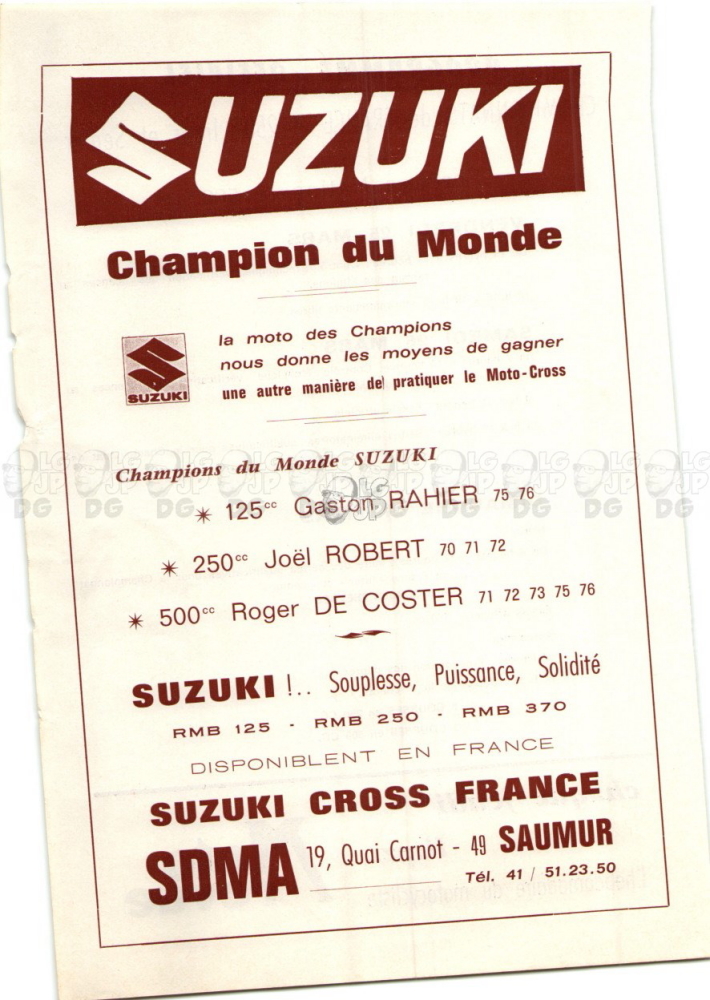 SUZUKI
Champion du Monde
la moto des Champions
nous donne les moyens de gagner
une autre manière de pratiquer le Moto-Cross
SUZUKI
Champions du Monde SUZUKI
✴ 125cc Gaston RAHIER 75 76
✴ 250cc Joël ROBERT 70 71 72
✴ 500cc Roger DE COSTER 71 72 73 75 76
SUZUKI !.. Souplesse, Puissance, Solidité
RMB 125 - RMB 250 - RMB 370
DISPONIBLENT EN FRANCE
SUZUKI CROSS FRANCE
SDMA 19, Quai Carnot - 49 SAUMUR
Tél. 41 / 51.23.50